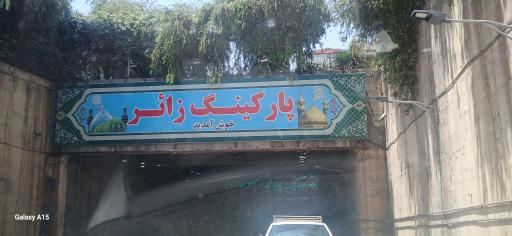 پارکینگ زائر
خوش آمدید
Galaxy A15